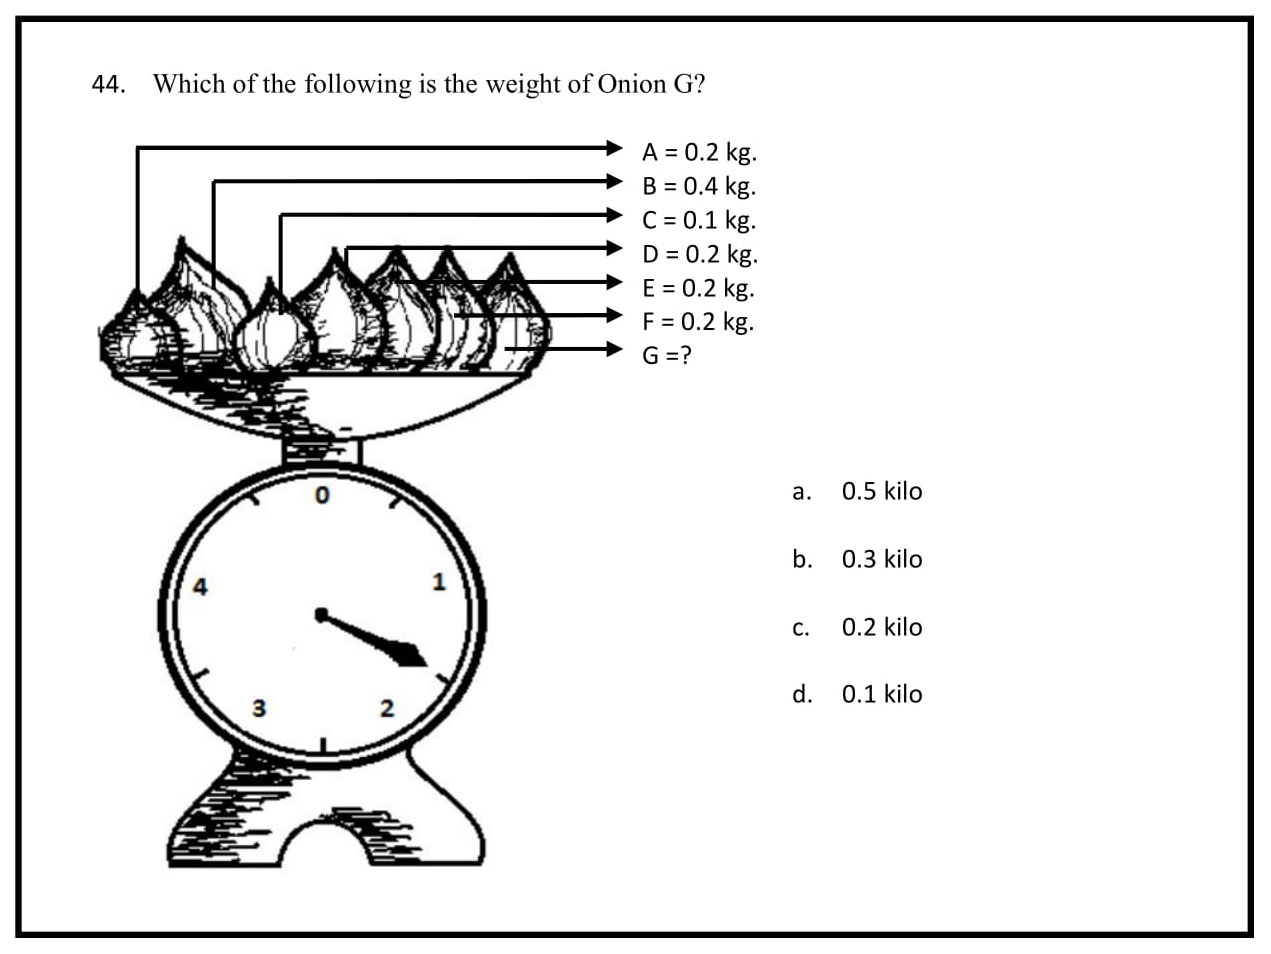 44. Which of the following is the weight of Onion G?
A = 0.2 kg.
B = 0.4 kg.
C = 0.1 kg.
D = 0.2 kg.
E = 0.2 kg.
F = 0.2 kg.
G =?
0
4
1
3
2
a. 0.5 kilo
b. 0.3 kilo
c. 0.2 kilo
d. 0.1 kilo